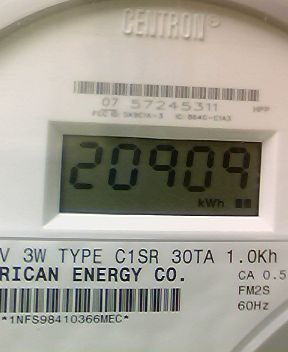 CENTRON®
07 57245311 HPP
20909
kWh
V 3W TYPE C1SR 30TA 1.0Kh
RICAN ENERGY CO.
CA 0.5
FM2S
60Hz
*1NFS98410366MEC*